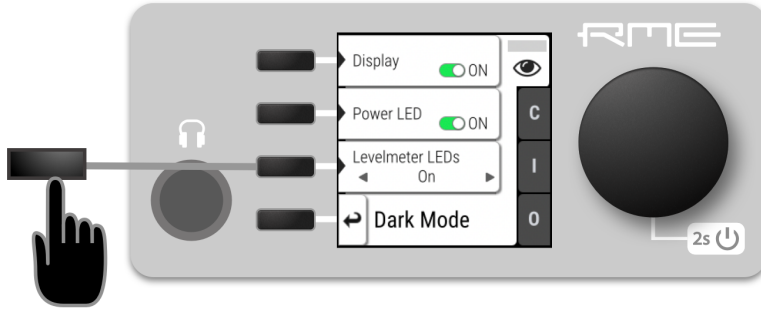 RME
Display
ON
Power LED
ON
C
Levelmeter LEDs
On
I
Dark Mode
O
2s